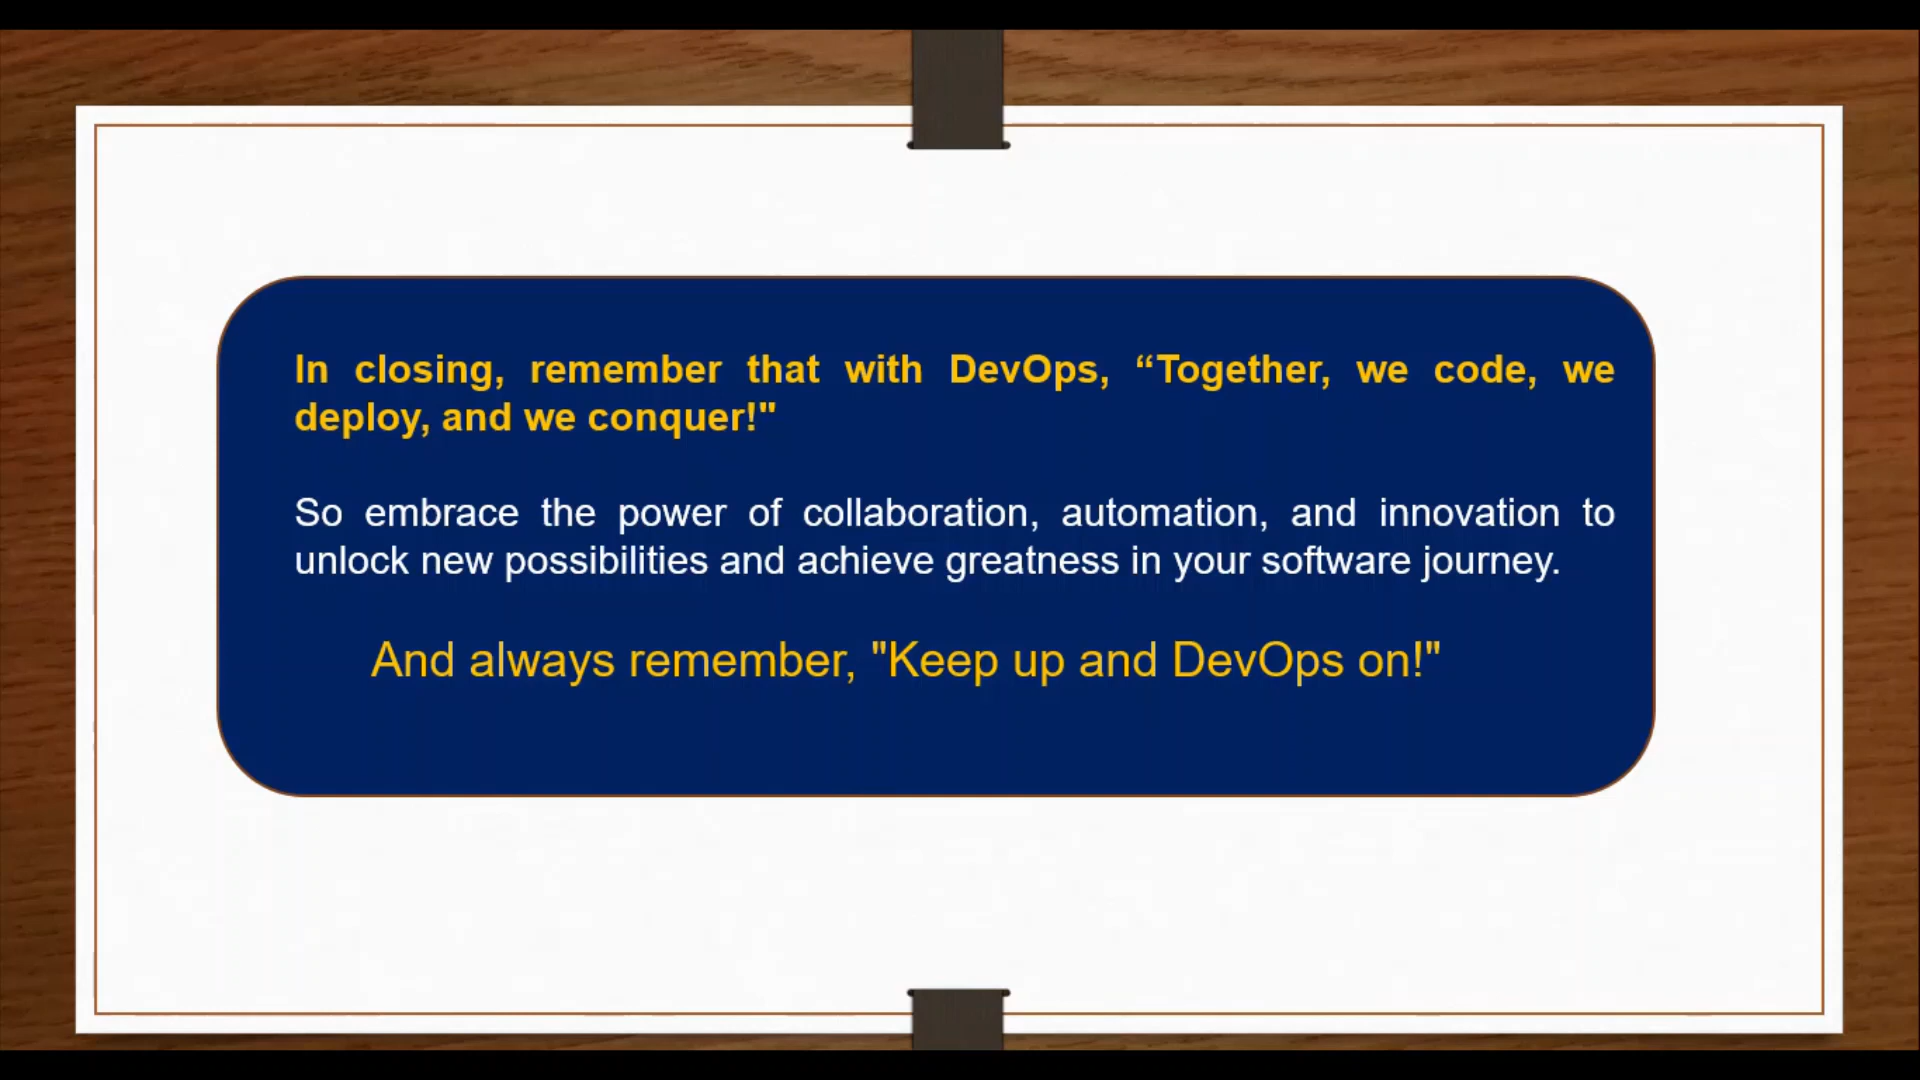 In closing, remember that with DevOps, “Together, we code, we
deploy, and we conquer!"
So embrace the power of collaboration, automation, and innovation to
unlock new possibilities and achieve greatness in your software journey.
And always remember, "Keep up and DevOps on!"